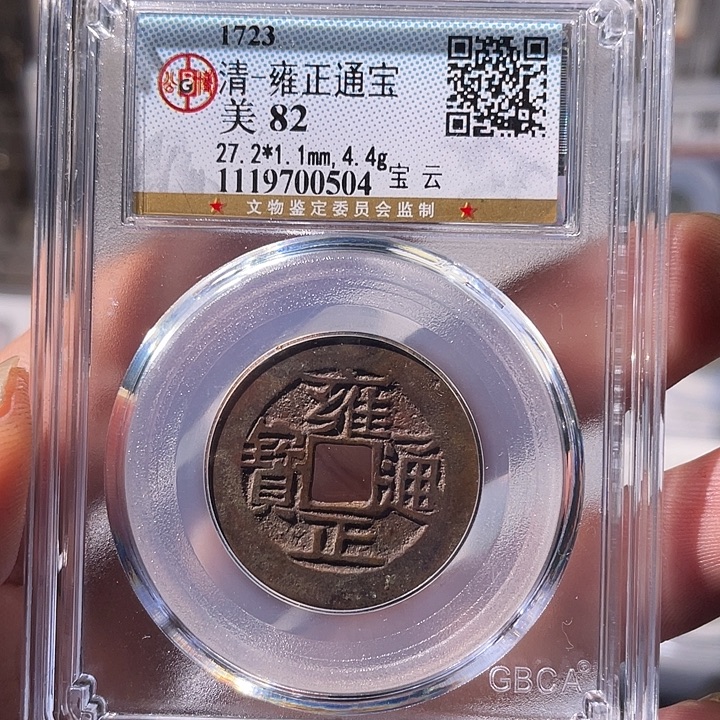 1723
清-雍正通宝
美 82
27.2*1.1mm, 4.4g
1119700504 宝 云
★ 文物鉴定委员会监制 ★
雍
寶 通
正
GBCA®